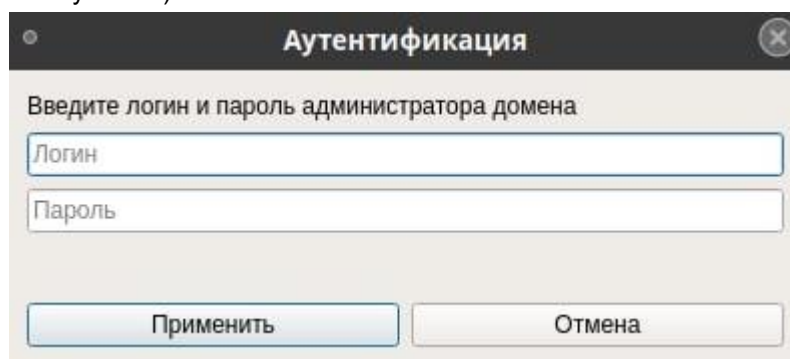 Аутентификация
Введите логин и пароль администратора домена
Логин
Пароль
Применить Отмена